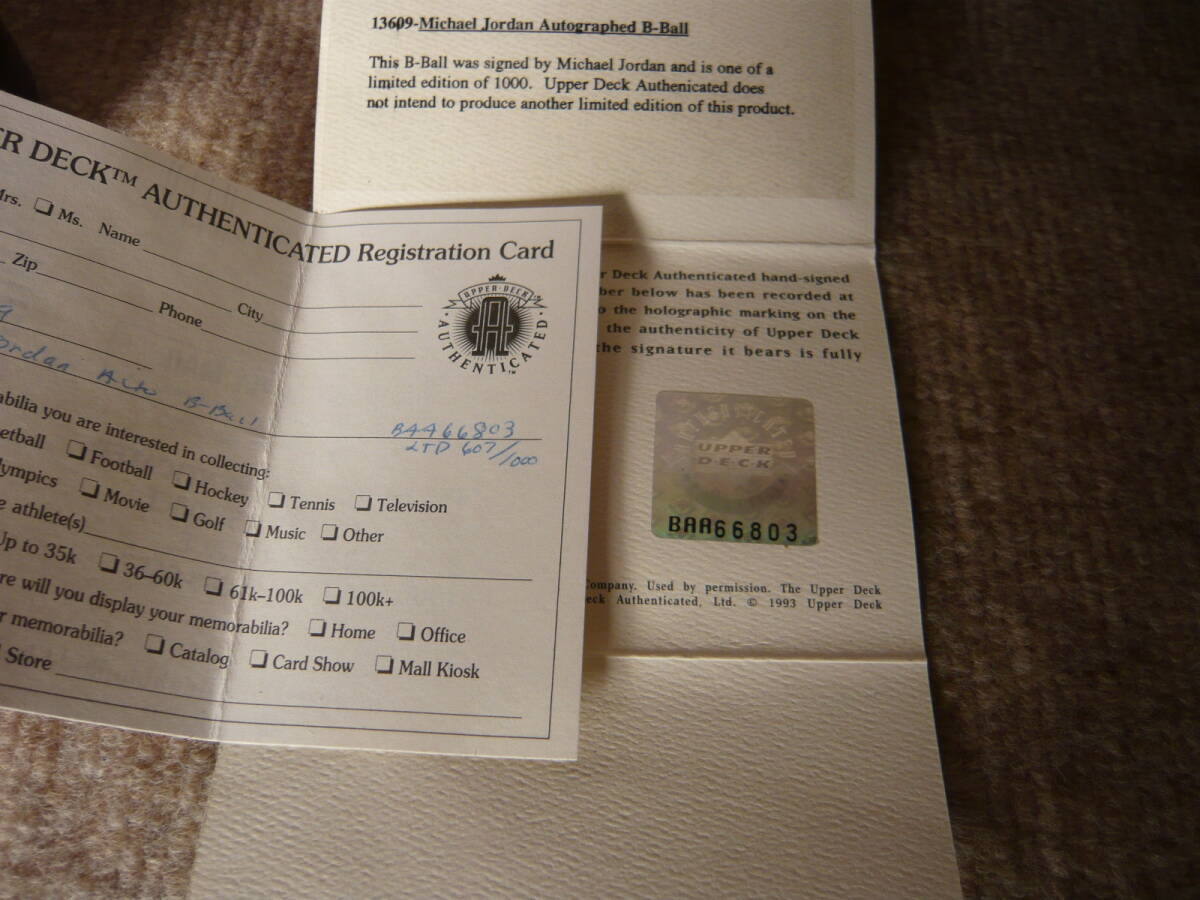 13609-Michael Jordan Autographed B-Ball
This B-Ball was signed by Michael Jordan and is one of a
limited edition of 1000. Upper Deck Authenicated does
not intend to produce another limited edition of this product.
DECK™ AUTHENTICATED Registration Card
Mrs. ❏ Ms. Name
Zip
City
Phone
UPPER DECK
AUTHENTICATED
Jordan Auto B-Ball
BAA66803
LTD 607/1000
you are interested in collecting:
❏ Football ❏ Hockey ❏ Tennis ❏ Television
❏ Movie ❏ Golf ❏ Music ❏ Other
athlete(s)
Up to 35k ❏ 36–60k ❏ 61k–100k ❏ 100k+
will you display your memorabilia? ❏ Home ❏ Office
memorabilia? ❏ Catalog ❏ Card Show ❏ Mall Kiosk
Store
Deck Authenticated hand-signed
below has been recorded at
the holographic marking on the
the authenticity of Upper Deck
the signature it bears is fully
UPPER
DECK
BAA66803
Company. Used by permission. The Upper Deck
Authenticated, Ltd. © 1993 Upper Deck